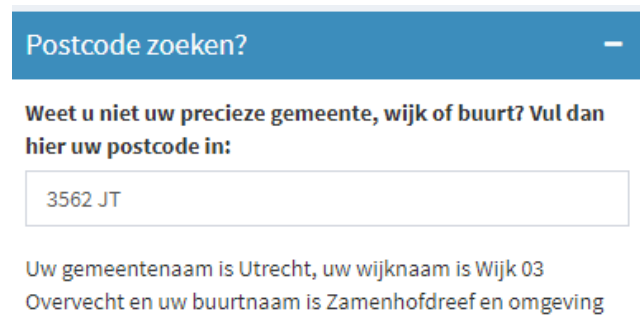 Postcode zoeken?
Weet u niet uw precieze gemeente, wijk of buurt? Vul dan
hier uw postcode in:
3562 JT
Uw gemeentenaam is Utrecht, uw wijknaam is Wijk 03
Overvecht en uw buurtnaam is Zamenhofdreef en omgeving